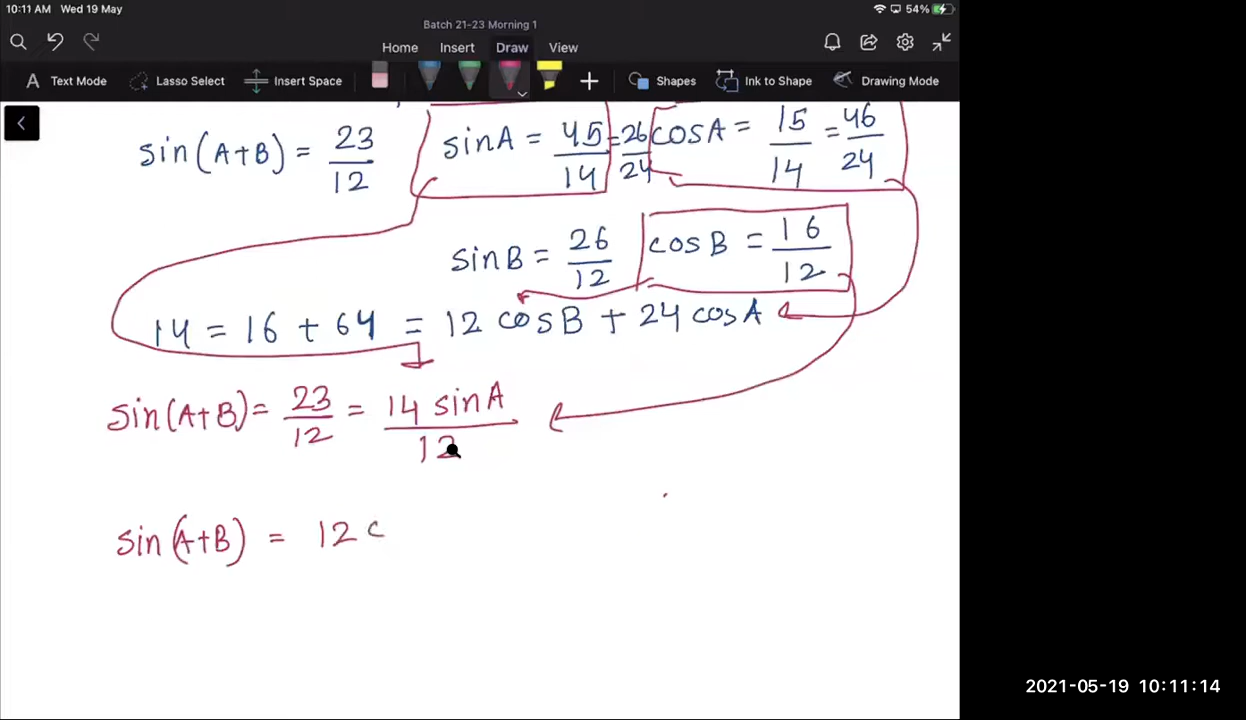 10:11 AM Wed 19 May 54%
Batch 21-23 Morning 1
Home Insert Draw View
Text Mode Lasso Select Insert Space Shapes Ink to Shape Drawing Mode
sin(A+B) = 23/12 sinA = 45/14 = 26/24 cosA = 15/14 = 46/24
sinB = 26/12 cosB = 16/12
14 = 16 + 64 = 12 cosB + 24 cosA
sin(A+B) = 23/12 = 14 sinA/12
sin(A+B) = 12 c
2021-05-19 10:11:14